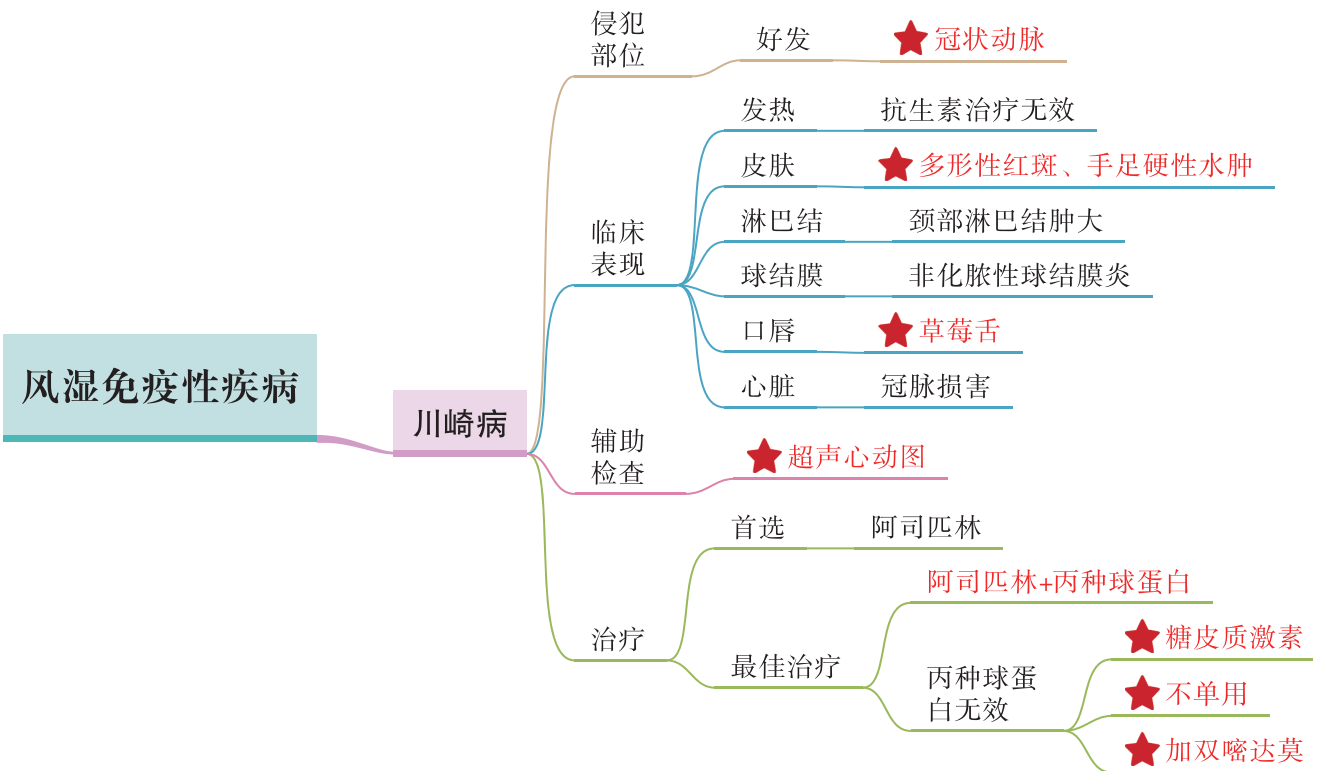 风湿免疫性疾病
川崎病
侵犯
部位
好发
冠状动脉
临床
表现
发热
抗生素治疗无效
皮肤
多形性红斑、手足硬性水肿
淋巴结
颈部淋巴结肿大
球结膜
非化脓性球结膜炎
口唇
草莓舌
心脏
冠脉损害
辅助
检查
超声心动图
治疗
首选
阿司匹林
最佳治疗
阿司匹林+丙种球蛋白
丙种球蛋
白无效
糖皮质激素
不单用
加双嘧达莫